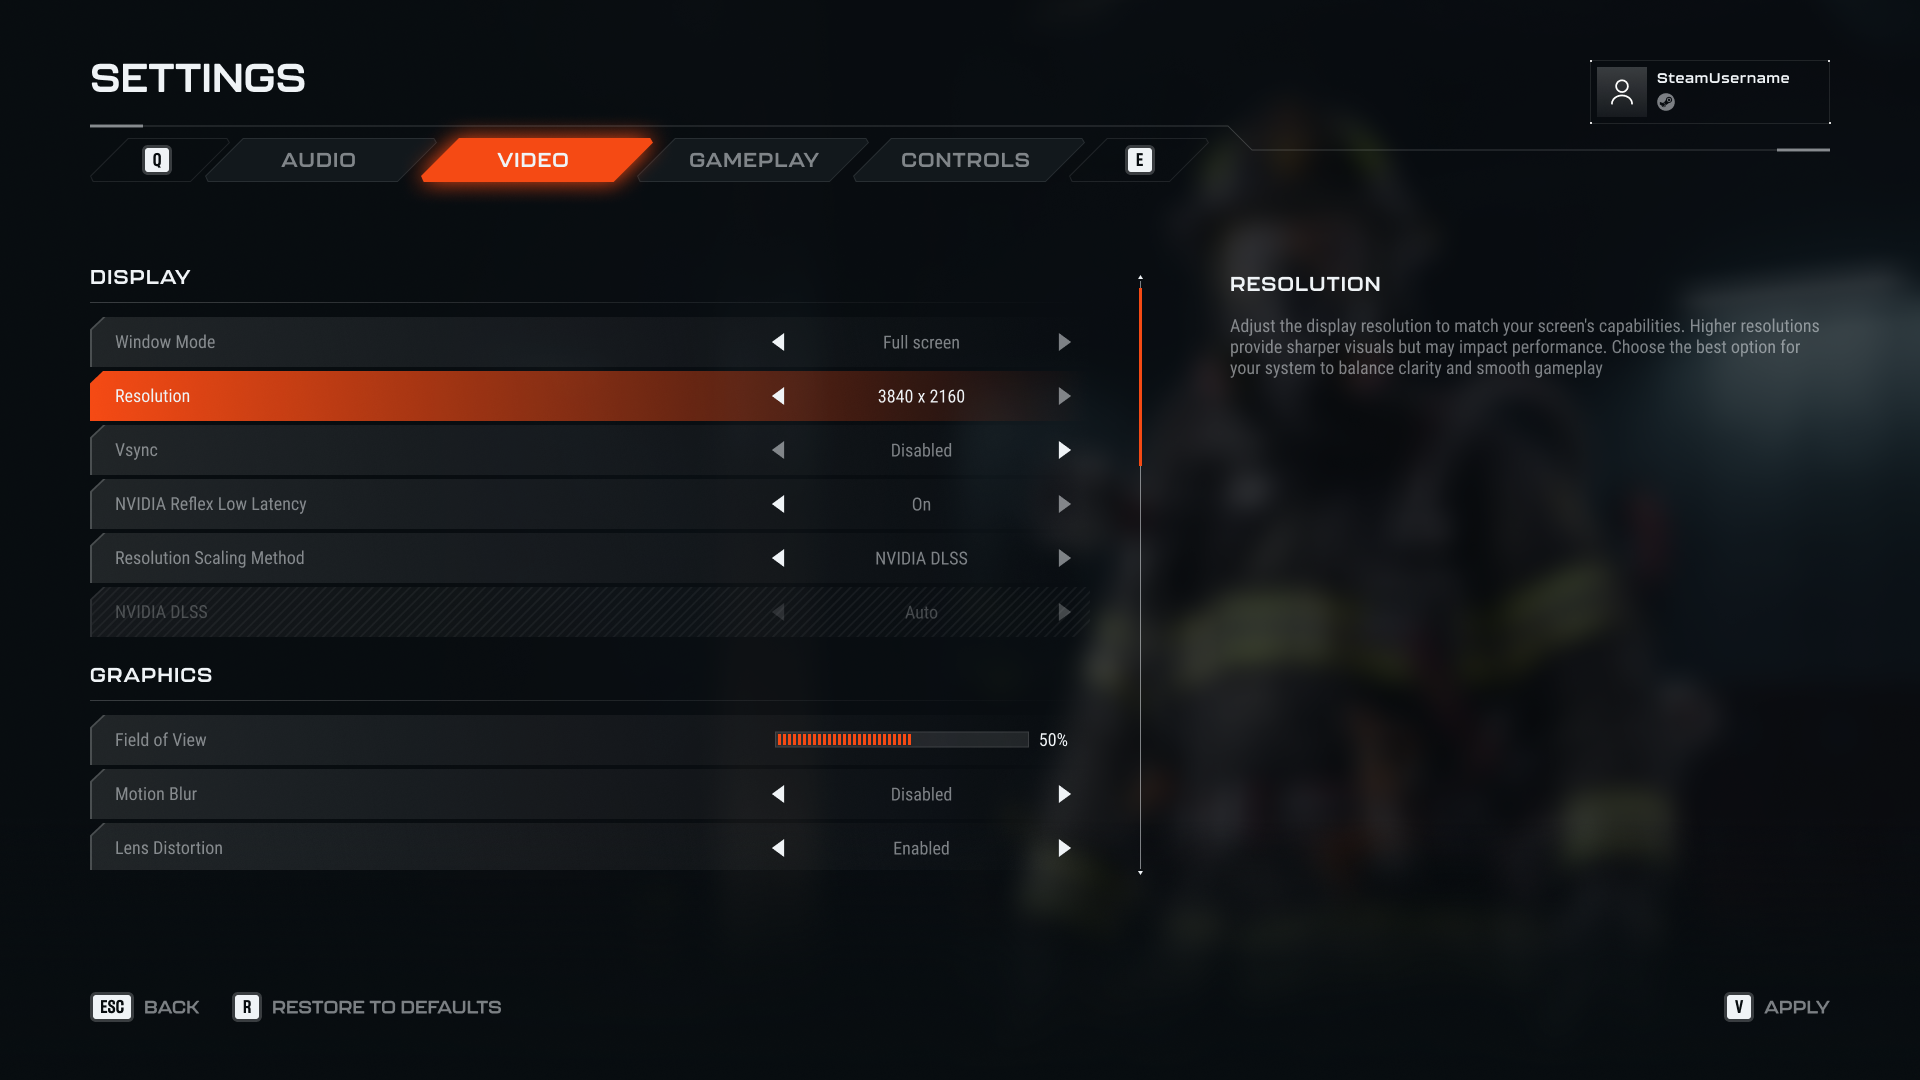 SETTINGS
SteamUsername
Q
AUDIO
VIDEO
GAMEPLAY
CONTROLS
E
DISPLAY
Window Mode
Full screen
Resolution
3840 x 2160
Vsync
Disabled
NVIDIA Reflex Low Latency
On
Resolution Scaling Method
NVIDIA DLSS
NVIDIA DLSS
Auto
GRAPHICS
Field of View
50%
Motion Blur
Disabled
Lens Distortion
Enabled
RESOLUTION
Adjust the display resolution to match your screen's capabilities. Higher resolutions
provide sharper visuals but may impact performance. Choose the best option for
your system to balance clarity and smooth gameplay
ESC BACK
R RESTORE TO DEFAULTS
V APPLY